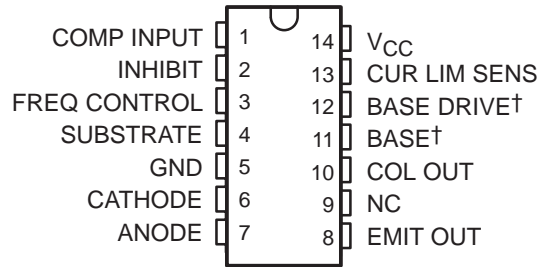 COMP INPUT 1 14 VCC
INHIBIT 2 13 CUR LIM SENS
FREQ CONTROL 3 12 BASE DRIVE†
SUBSTRATE 4 11 BASE†
GND 5 10 COL OUT
CATHODE 6 9 NC
ANODE 7 8 EMIT OUT